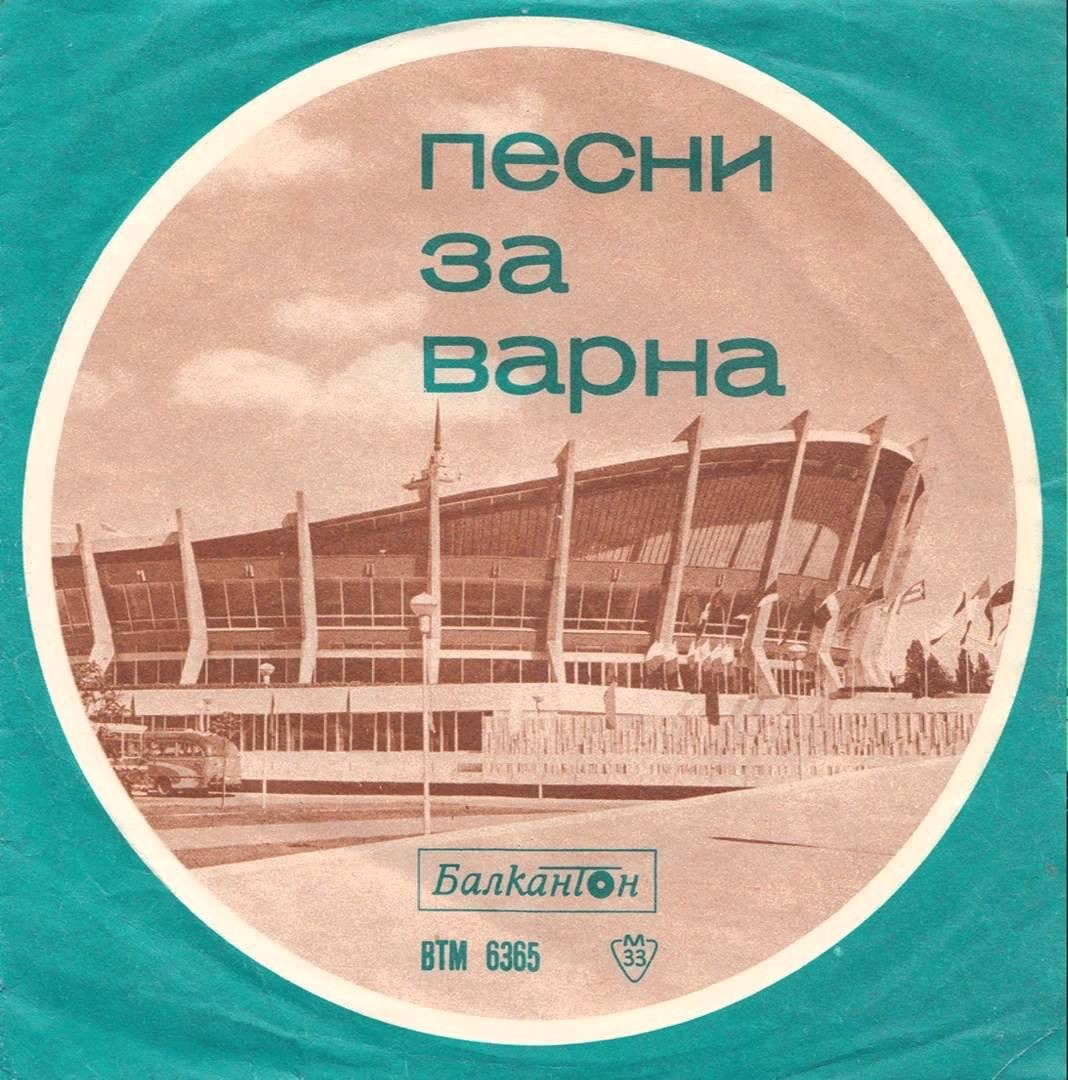 песни
за
варна
Балкантон
ВТМ 6365
М
33